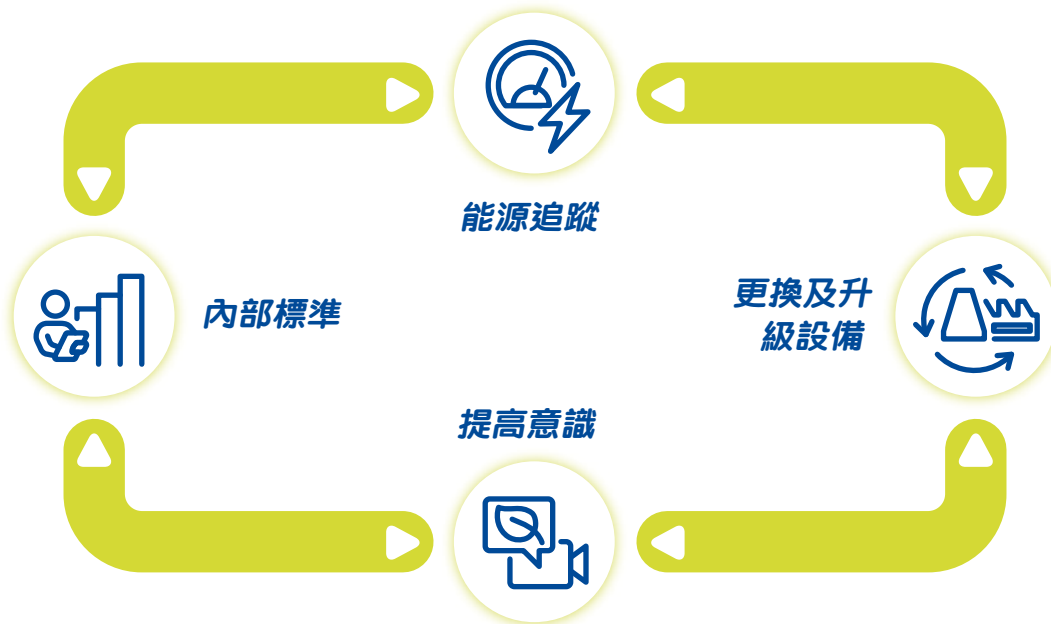 能源追蹤
內部標準
更換及升
級設備
提高意識